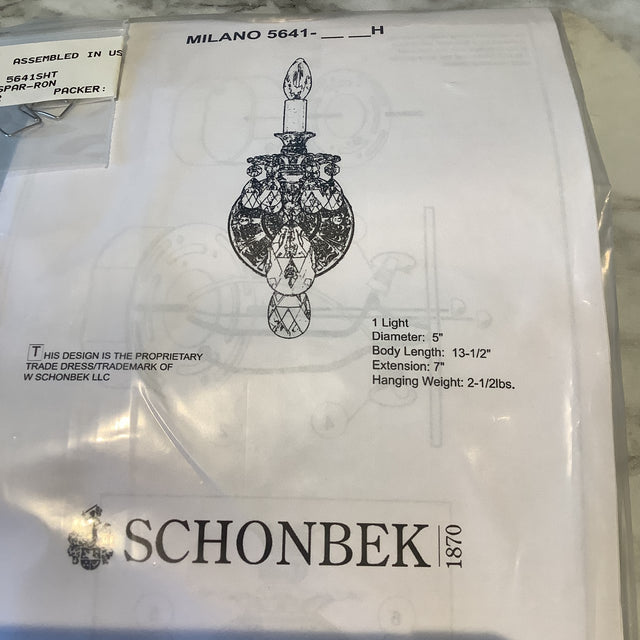 MILANO 5641-__ __H
ASSEMBLED IN US
5641SHT
SPAR-RON
PACKER:
1 Light
Diameter: 5"
Body Length: 13-1/2"
Extension: 7"
Hanging Weight: 2-1/2lbs.
THIS DESIGN IS THE PROPRIETARY
TRADE DRESS/TRADEMARK OF
W SCHONBEK LLC
SCHONBEK 1870